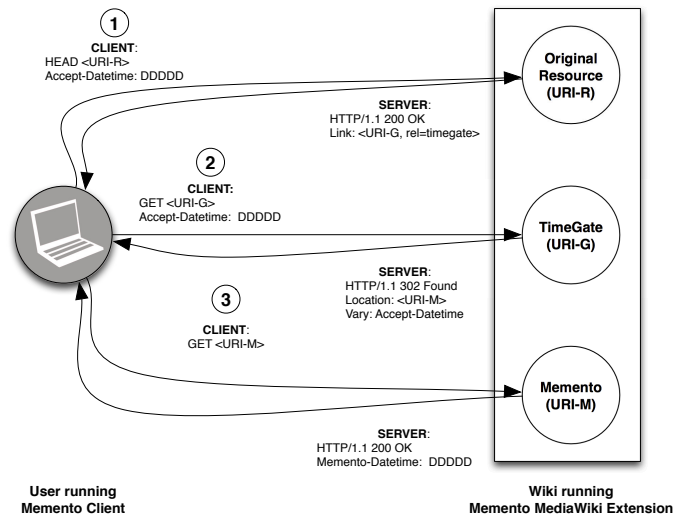 1
CLIENT:
HEAD <URI-R>
Accept-Datetime: DDDDD
Original
Resource
(URI-R)
SERVER:
HTTP/1.1 200 OK
Link: <URI-G, rel=timegate>
2
CLIENT:
GET <URI-G>
Accept-Datetime: DDDDD
TimeGate
(URI-G)
SERVER:
HTTP/1.1 302 Found
Location: <URI-M>
Vary: Accept-Datetime
3
CLIENT:
GET <URI-M>
Memento
(URI-M)
SERVER:
HTTP/1.1 200 OK
Memento-Datetime: DDDDD
User running
Memento Client
Wiki running
Memento MediaWiki Extension